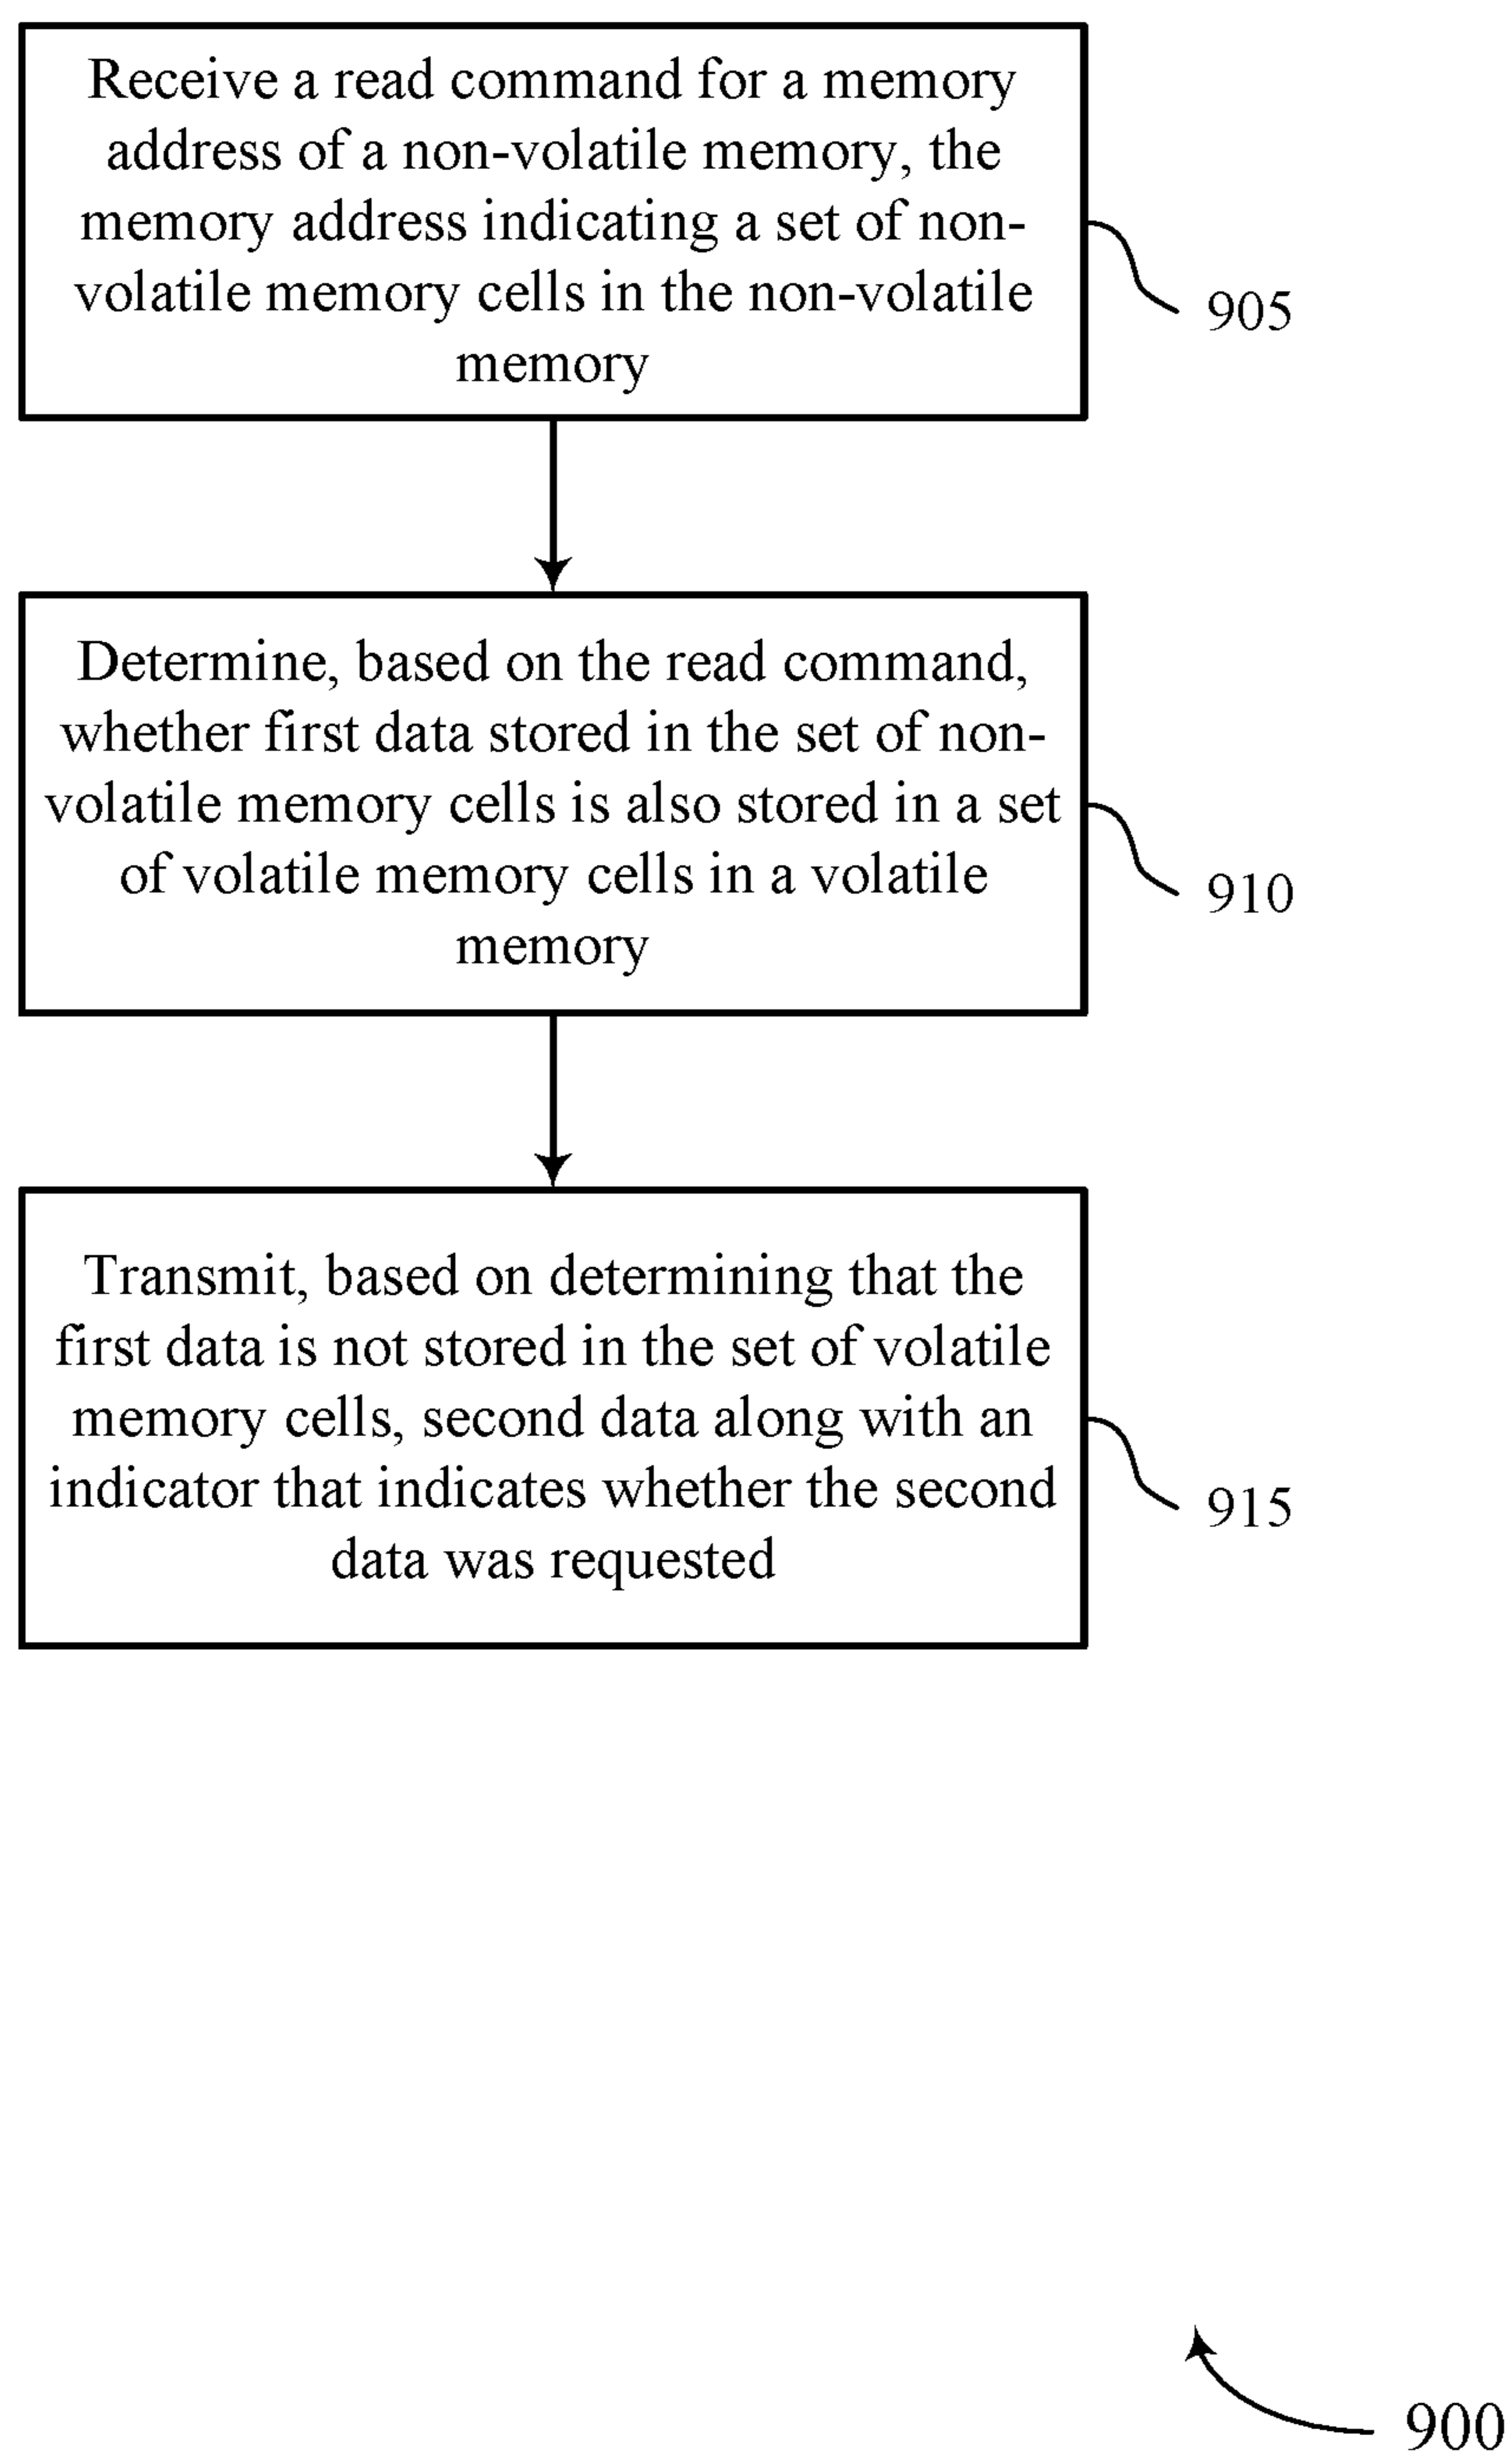 Receive a read command for a memory
address of a non-volatile memory, the
memory address indicating a set of non-
volatile memory cells in the non-volatile
memory
905
Determine, based on the read command,
whether first data stored in the set of non-
volatile memory cells is also stored in a set
of volatile memory cells in a volatile
memory
910
Transmit, based on determining that the
first data is not stored in the set of volatile
memory cells, second data along with an
indicator that indicates whether the second
data was requested
915
900